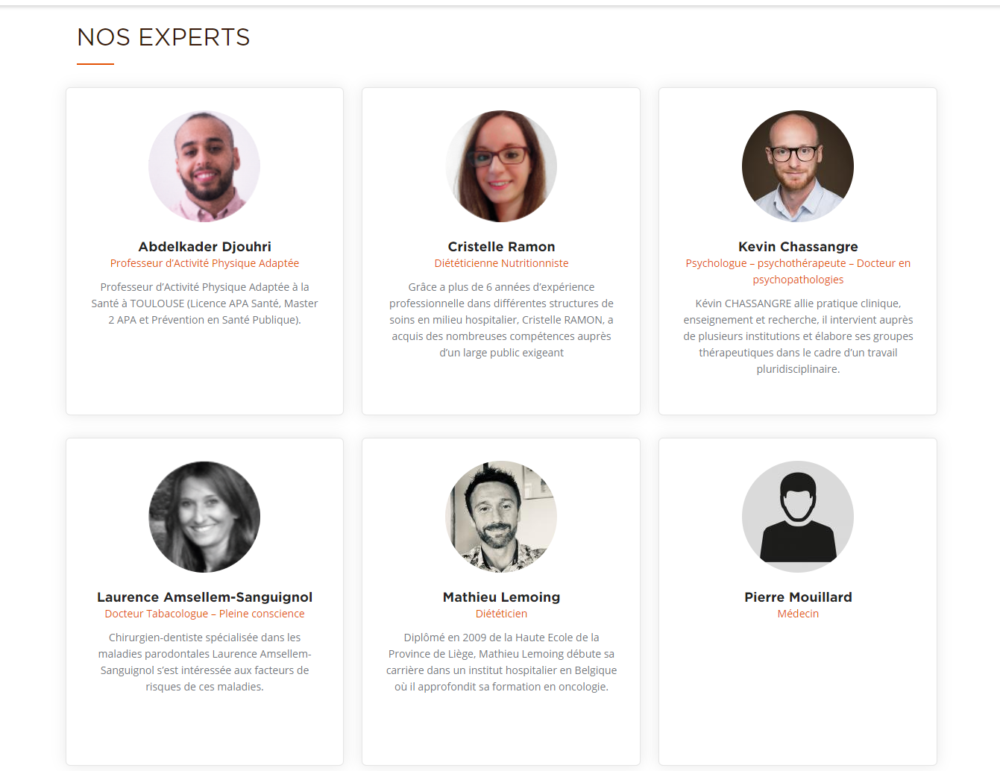 NOS EXPERTS
Abdelkader Djouhri
Professeur d’Activité Physique Adaptée
Professeur d’Activité Physique Adaptée à la
Santé à TOULOUSE (Licence APA Santé, Master
2 APA et Prévention en Santé Publique).
Cristelle Ramon
Diététicienne Nutritionniste
Grâce a plus de 6 années d’expérience
professionnelle dans différentes structures de
soins en milieu hospitalier, Cristelle RAMON, a
acquis des nombreuses compétences auprès
d’un large public exigeant
Kevin Chassangre
Psychologue – psychothérapeute – Docteur en
psychopathologies
Kévin CHASSANGRE allie pratique clinique,
enseignement et recherche, il intervient auprès
de plusieurs institutions et élabore ses groupes
thérapeutiques dans le cadre d’un travail
pluridisciplinaire.
Laurence Amsellem-Sanguignol
Docteur Tabacologue – Pleine conscience
Chirurgien-dentiste spécialisée dans les
maladies parodontales Laurence Amsellem-
Sanguignol s’est intéressée aux facteurs de
risques de ces maladies.
Mathieu Lemoing
Diététicien
Diplômé en 2009 de la Haute Ecole de la
Province de Liège, Mathieu Lemoing débute sa
carrière dans un institut hospitalier en Belgique
où il approfondit sa formation en oncologie.
Pierre Mouillard
Médecin